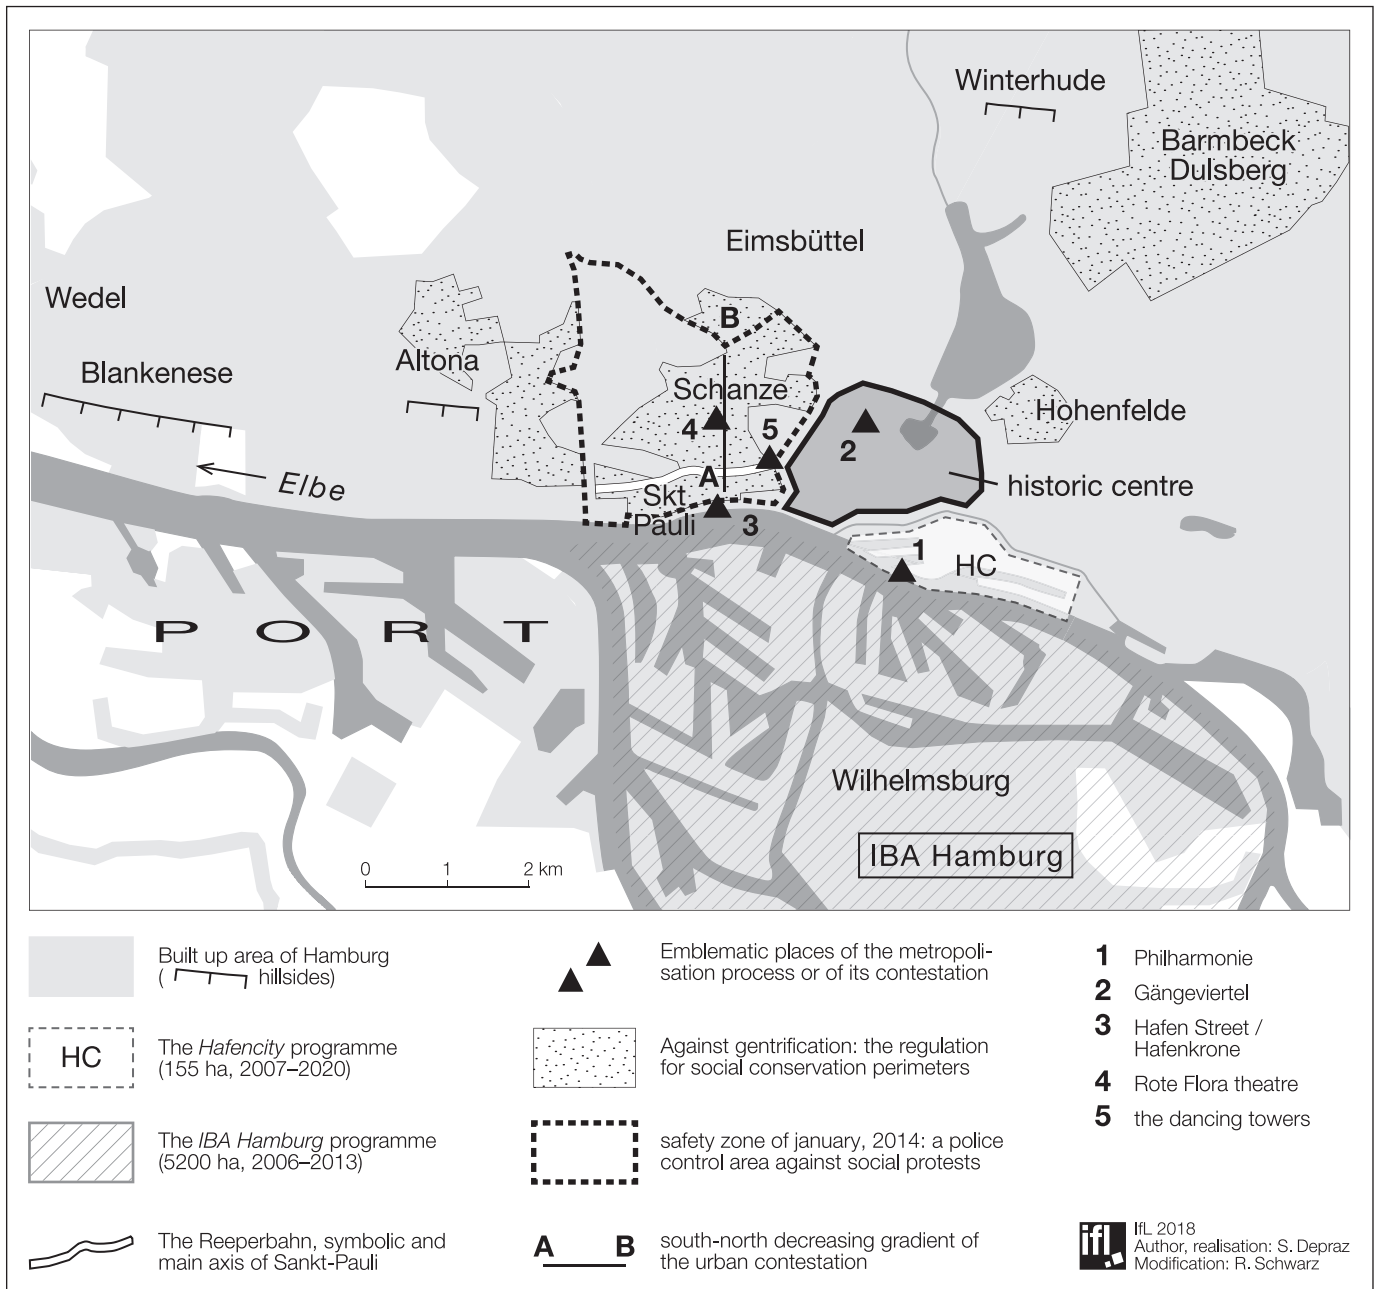 Winterhude
Barmbeck
Dulsberg
Eimsbüttel
Wedel
B
Blankenese
Altona
Schanze
Hohenfelde
4
5
2
Elbe
A
historic centre
Skt
Pauli
3
1
HC
PORT
Wilhelmsburg
IBA Hamburg
0 1 2 km
Built up area of Hamburg
( hillsides)
HC
The Hafencity programme
(155 ha, 2007–2020)
The IBA Hamburg programme
(5200 ha, 2006–2013)
The Reeperbahn, symbolic and
main axis of Sankt-Pauli
Emblematic places of the metropoli-
sation process or of its contestation
Against gentrification: the regulation
for social conservation perimeters
safety zone of january, 2014: a police
control area against social protests
A B
south-north decreasing gradient of
the urban contestation
1 Philharmonie
2 Gängeviertel
3 Hafen Street /
Hafenkrone
4 Rote Flora theatre
5 the dancing towers
ifl
IfL 2018
Author, realisation: S. Depraz
Modification: R. Schwarz